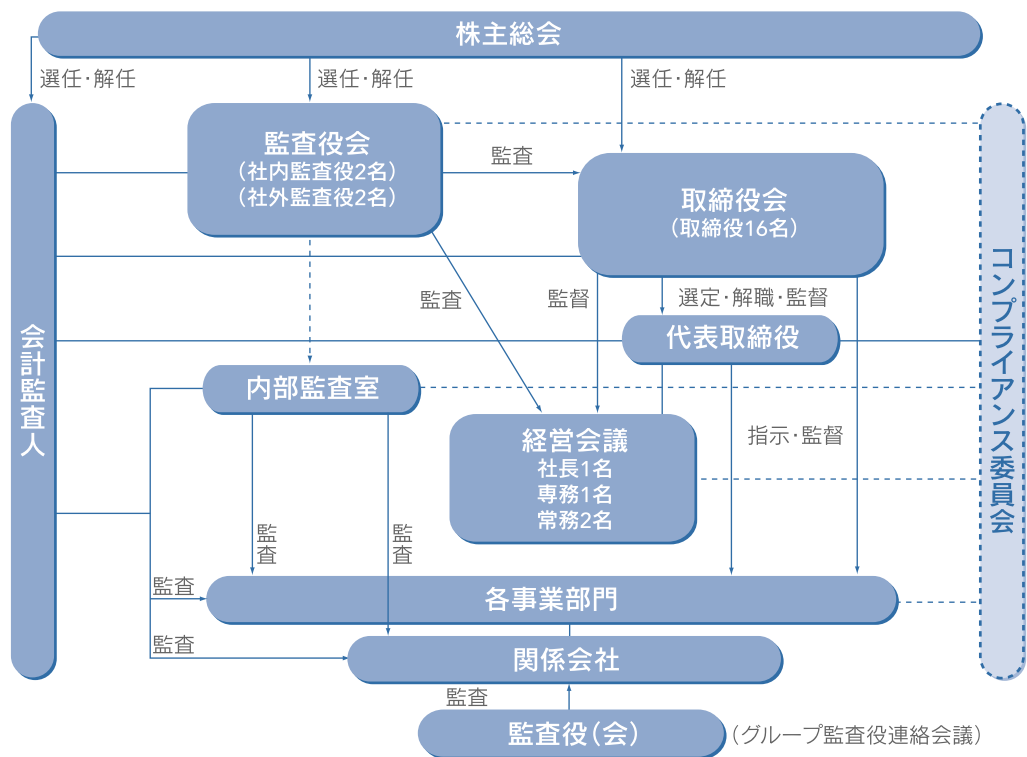 株主総会
選任・解任
選任・解任
選任・解任
監査役会
（社内監査役2名）
（社外監査役2名）
監査
取締役会
（取締役16名）
監査
監督
選定・解職・監督
代表取締役
会計監査人
コンプライアンス委員会
内部監査室
経営会議
社長1名
専務1名
常務2名
指示・監督
監査
監査
監査
各事業部門
監査
関係会社
監査
監査役（会）
（グループ監査役連絡会議）